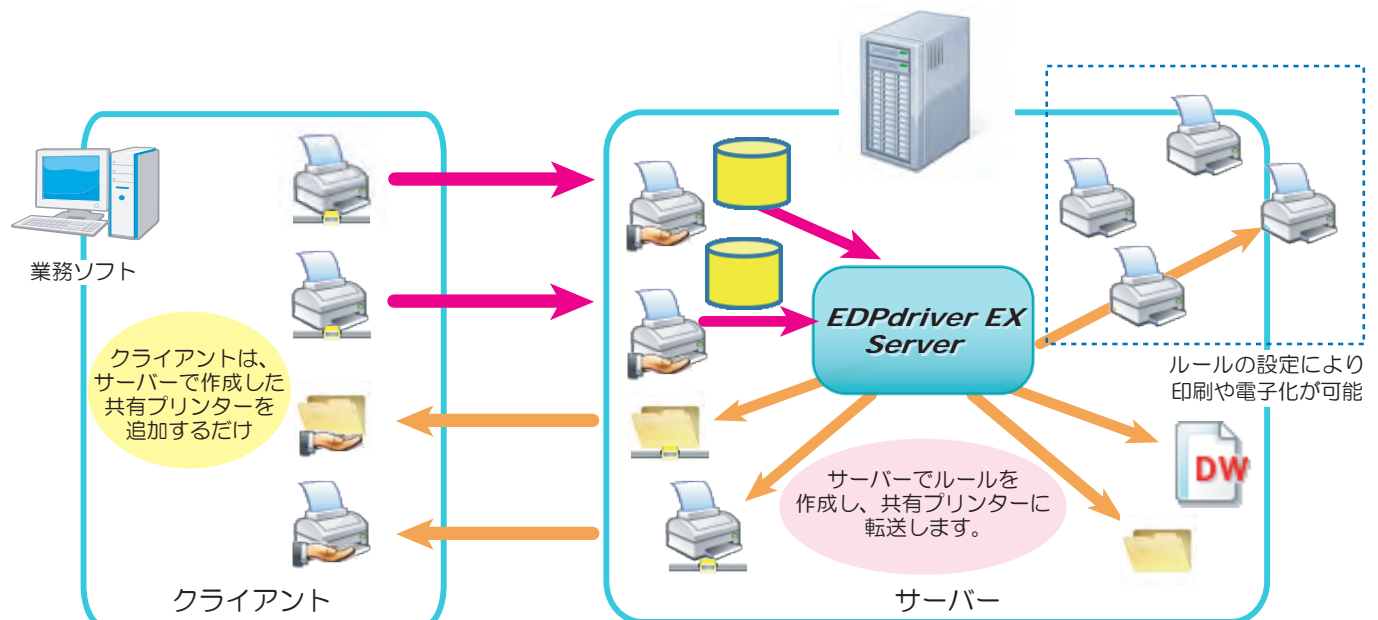 業務ソフト
クライアントは、
サーバーで作成した
共有プリンターを
追加するだけ
クライアント
EDPdriver EX
Server
ルールの設定により
印刷や電子化が可能
DW
サーバーでルールを
作成し、共有プリンターに
転送します。
サーバー